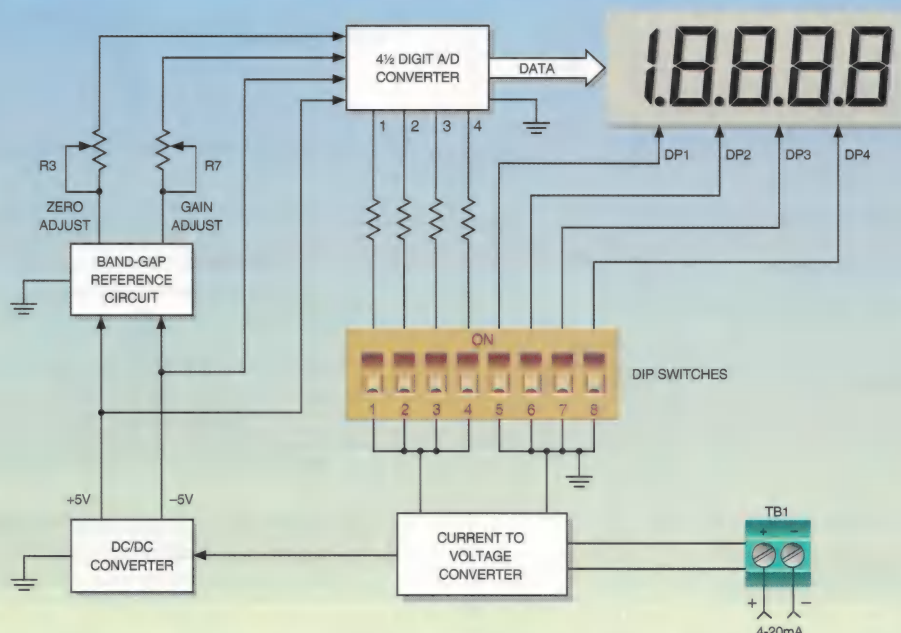 4½ DIGIT A/D
CONVERTER
DATA
1.8.8.8.8
1 2 3 4
DP1 DP2 DP3 DP4
R3
R7
ZERO
ADJUST
GAIN
ADJUST
BAND-GAP
REFERENCE
CIRCUIT
ON
1 2 3 4 5 6 7 8
DIP SWITCHES
+5V
–5V
DC/DC
CONVERTER
CURRENT TO
VOLTAGE
CONVERTER
TB1
+ –
+ –
4-20mA